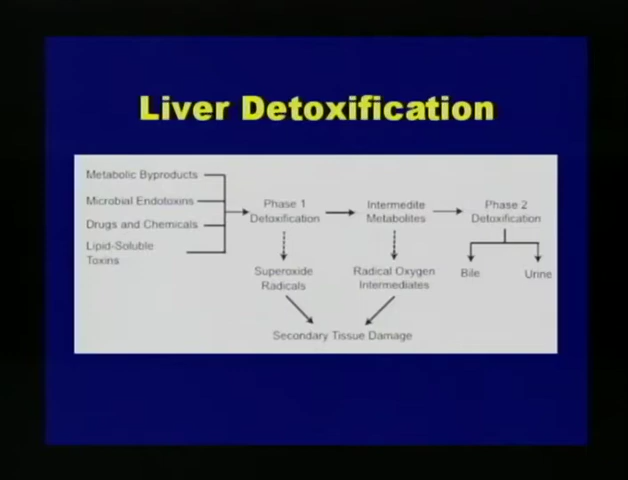 Liver Detoxification
Metabolic Byproducts
Microbial Endotoxins
Drugs and Chemicals
Lipid-Soluble
Toxins
Phase 1
Detoxification
Intermedite
Metabolites
Phase 2
Detoxification
Superoxide
Radicals
Radical Oxygen
Intermediates
Bile
Urine
Secondary Tissue Damage